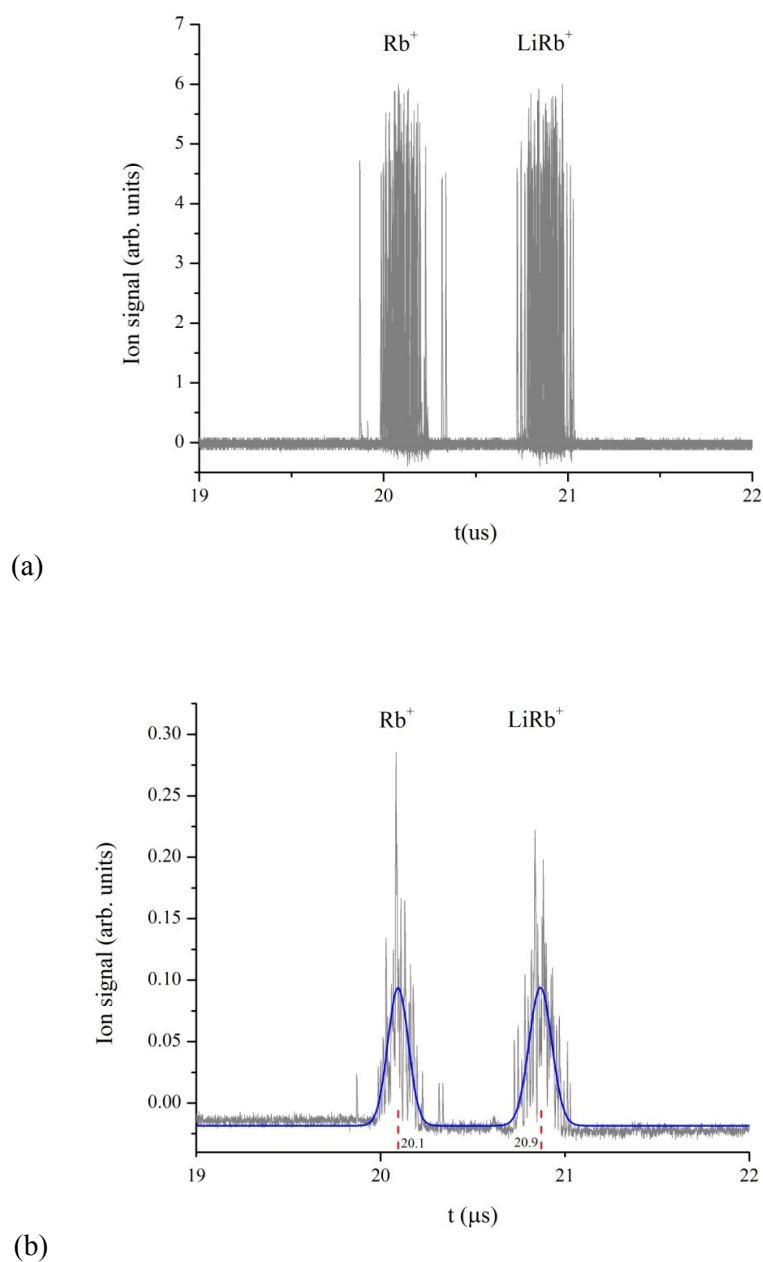 Rb⁺ LiRb⁺
7
6
5
4
3
2
1
0
Ion signal (arb. units)
19 20 21 22
t(us)
(a)
Rb⁺ LiRb⁺
0.30
0.25
0.20
0.15
0.10
0.05
0.00
Ion signal (arb. units)
20.1 20.9
19 20 21 22
t (μs)
(b)